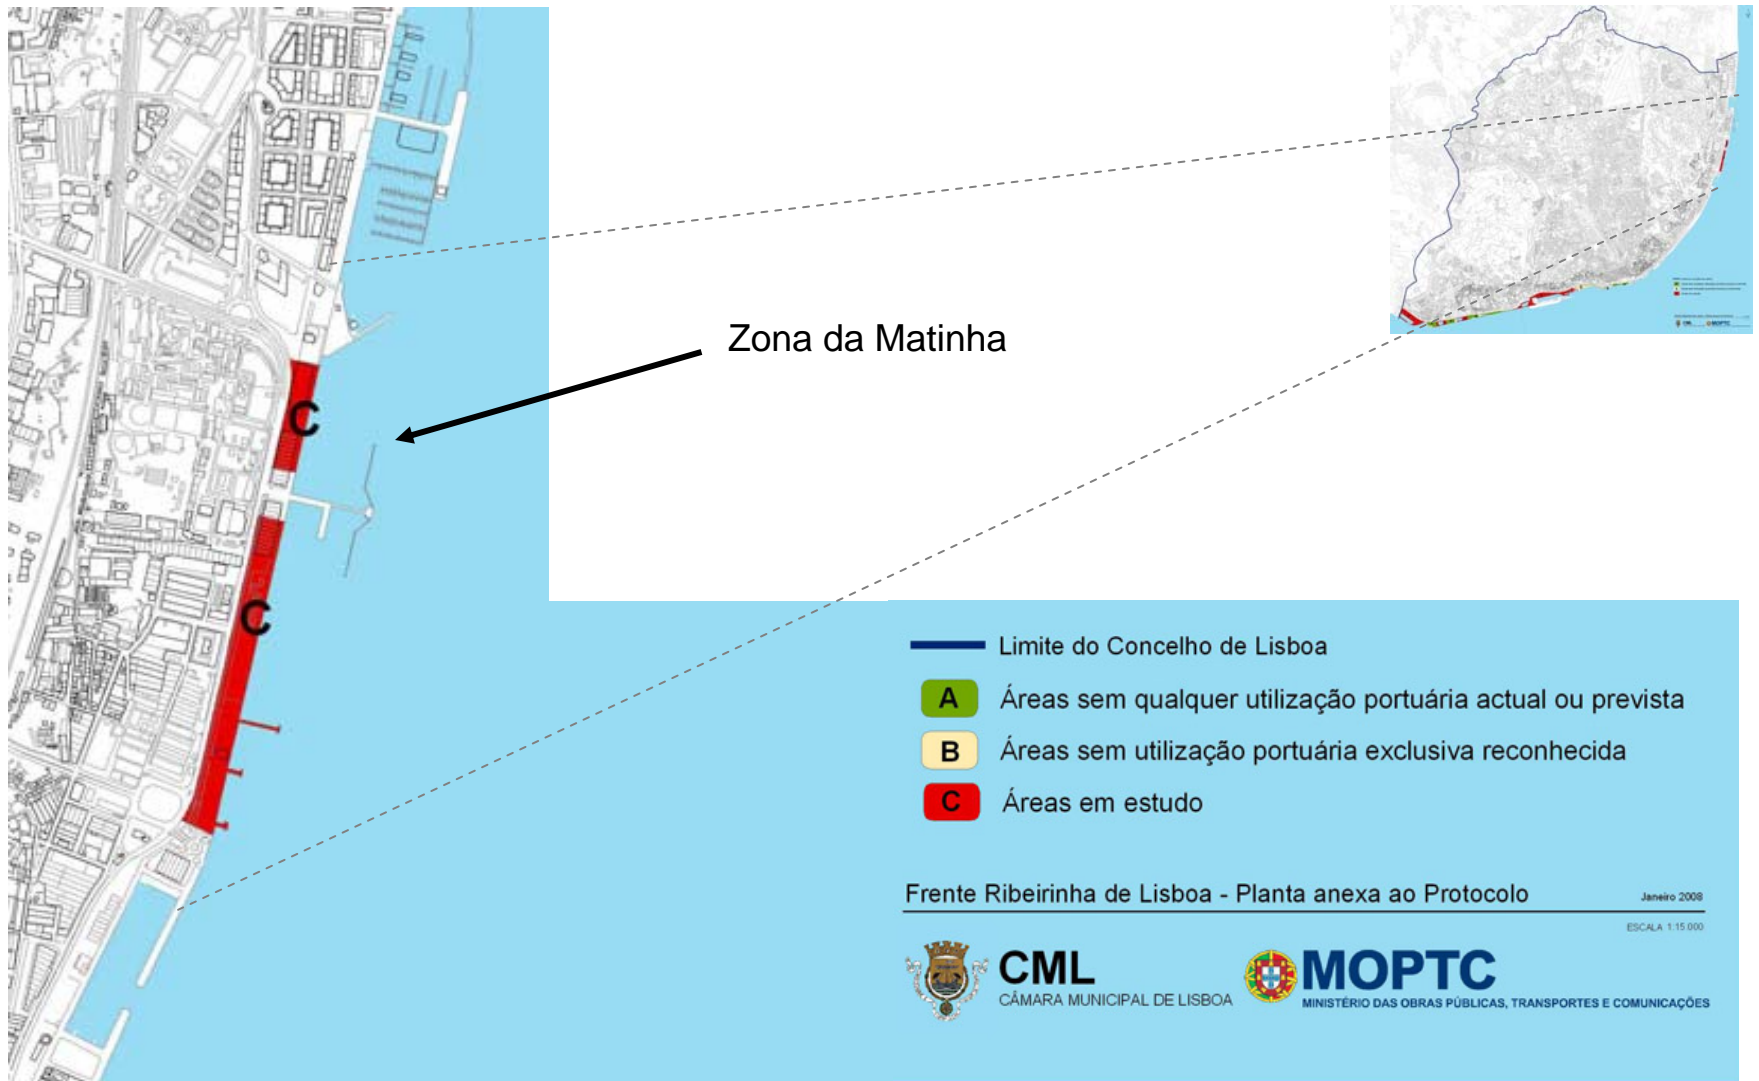 Zona da Matinha
C
C
Limite do Concelho de Lisboa
A Áreas sem qualquer utilização portuária actual ou prevista
B Áreas sem utilização portuária exclusiva reconhecida
C Áreas em estudo
Frente Ribeirinha de Lisboa - Planta anexa ao Protocolo Janeiro 2008
ESCALA 1:15.000
CML
CÂMARA MUNICIPAL DE LISBOA
MOPTC
MINISTÉRIO DAS OBRAS PÚBLICAS, TRANSPORTES E COMUNICAÇÕES
CML MOPTC